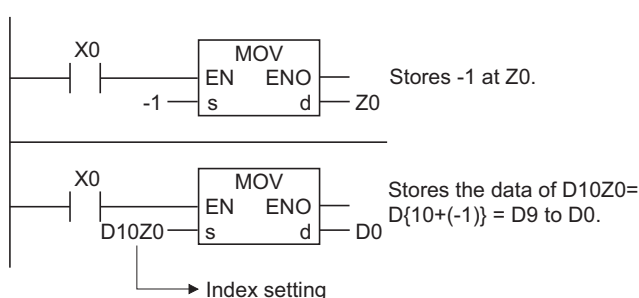 X0
MOV
EN ENO
-1 s d Z0
Stores -1 at Z0.
X0
MOV
EN ENO
D10Z0 s d D0
Stores the data of D10Z0=
D{10+(-1)} = D9 to D0.
Index setting